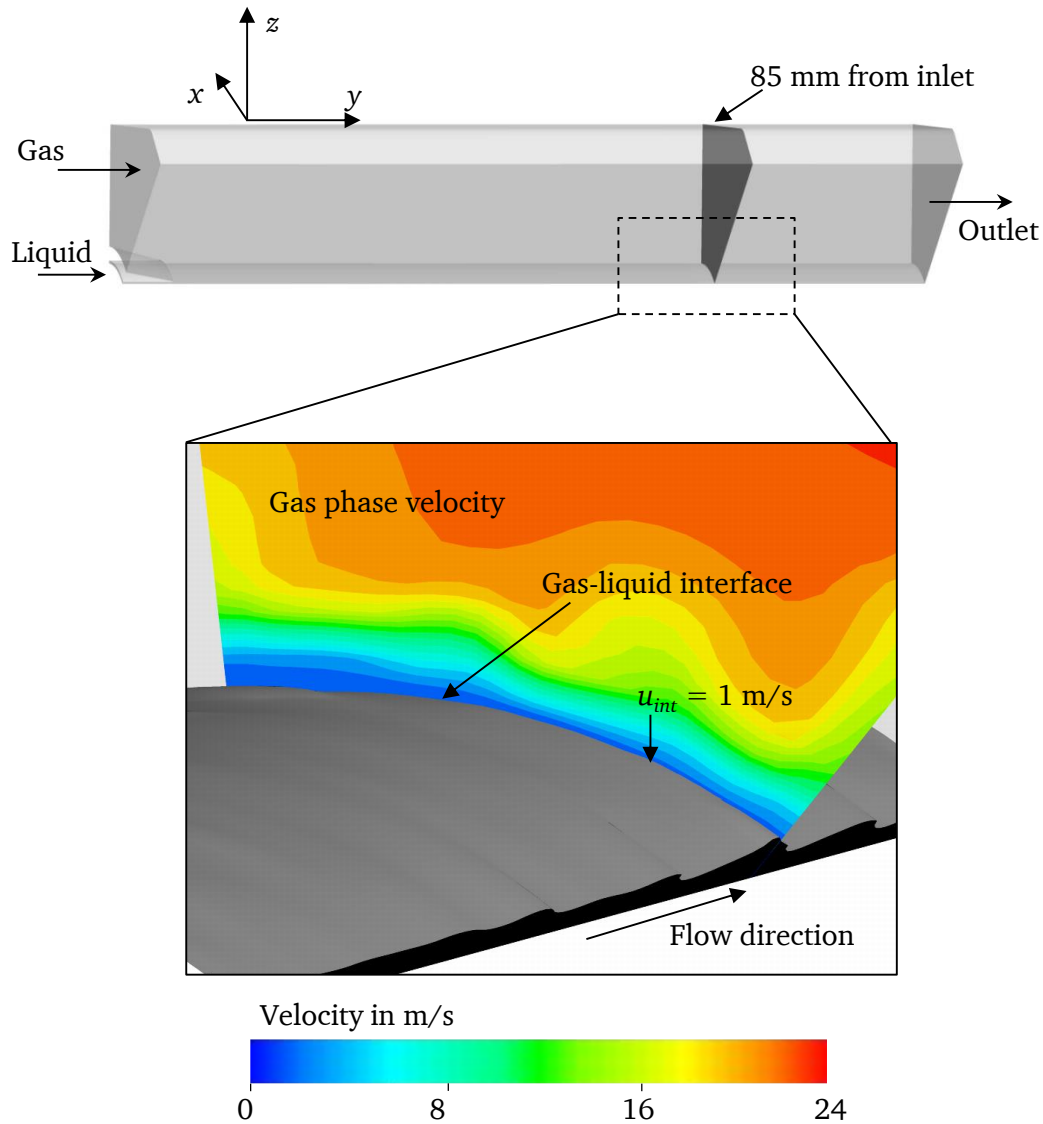 z
85 mm from inlet
x
y
Gas
Liquid
Outlet
Gas phase velocity
Gas-liquid interface
u_int = 1 m/s
Flow direction
Velocity in m/s
0 8 16 24